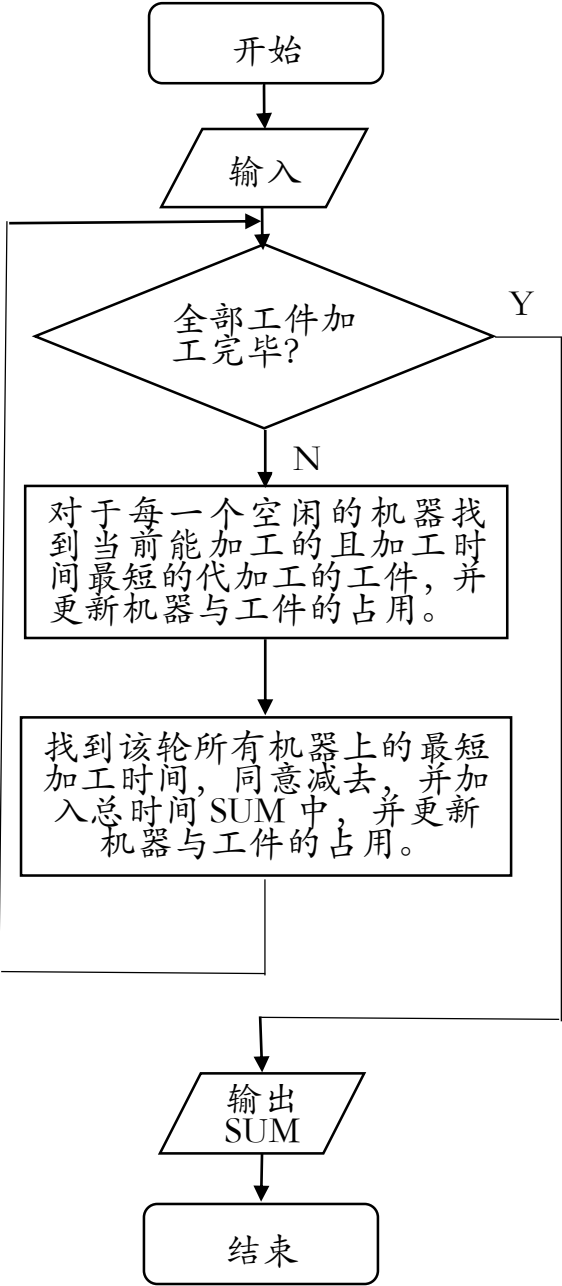 开始
输入
全部工件加
工完毕?
Y
N
对于每一个空闲的机器找
到当前能加工的且加工时
间最短的代加工的工件，并
更新机器与工件的占用。
找到该轮所有机器上的最短
加工时间，同意减去，并加
入总时间 SUM 中，并更新
机器与工件的占用。
输出
SUM
结束